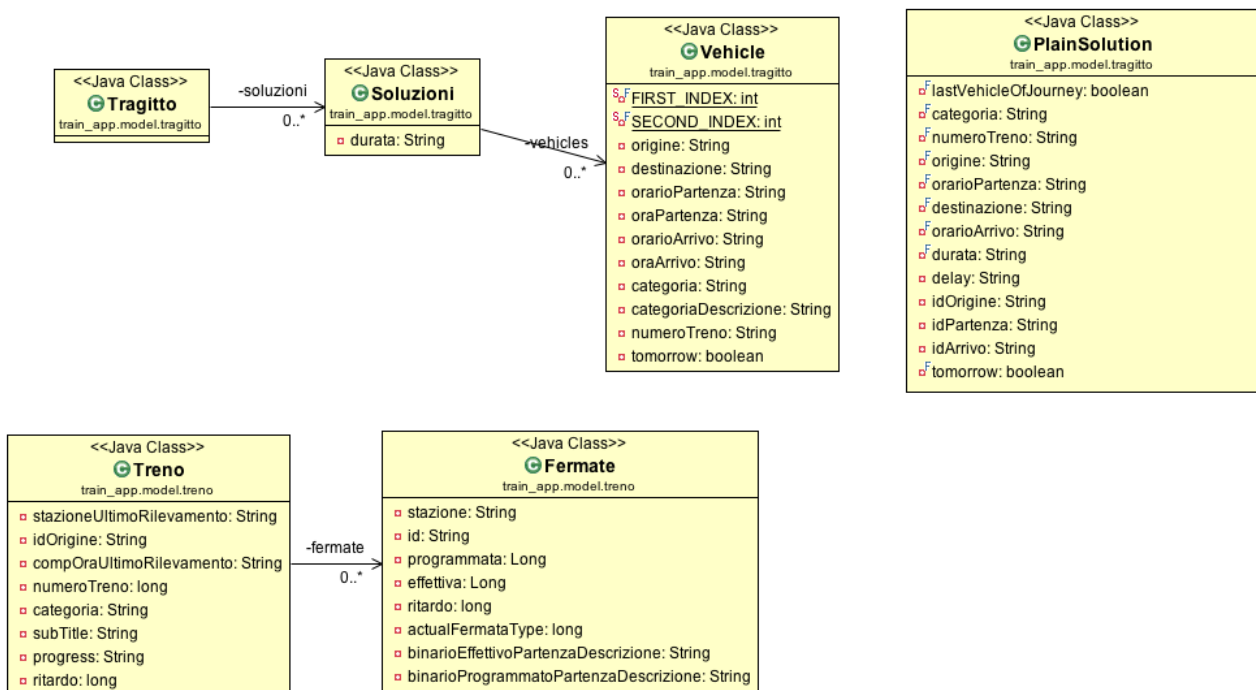 <<Java Class>>
Tragitto
train_app.model.tragitto
-soluzioni
0..*
<<Java Class>>
Soluzioni
train_app.model.tragitto
durata: String
-vehicles
0..*
<<Java Class>>
Vehicle
train_app.model.tragitto
FIRST_INDEX: int
SECOND_INDEX: int
origine: String
destinazione: String
orarioPartenza: String
oraPartenza: String
orarioArrivo: String
oraArrivo: String
categoria: String
categoriaDescrizione: String
numeroTreno: String
tomorrow: boolean
<<Java Class>>
PlainSolution
train_app.model.tragitto
lastVehicleOfJourney: boolean
categoria: String
numeroTreno: String
origine: String
orarioPartenza: String
destinazione: String
orarioArrivo: String
durata: String
delay: String
idOrigine: String
idPartenza: String
idArrivo: String
tomorrow: boolean
<<Java Class>>
Treno
train_app.model.treno
stazioneUltimoRilevamento: String
idOrigine: String
compOraUltimoRilevamento: String
numeroTreno: long
categoria: String
subTitle: String
progress: String
ritardo: long
-fermate
0..*
<<Java Class>>
Fermate
train_app.model.treno
stazione: String
id: String
programmata: Long
effettiva: Long
ritardo: long
actualFermataType: long
binarioEffettivoPartenzaDescrizione: String
binarioProgrammatoPartenzaDescrizione: String